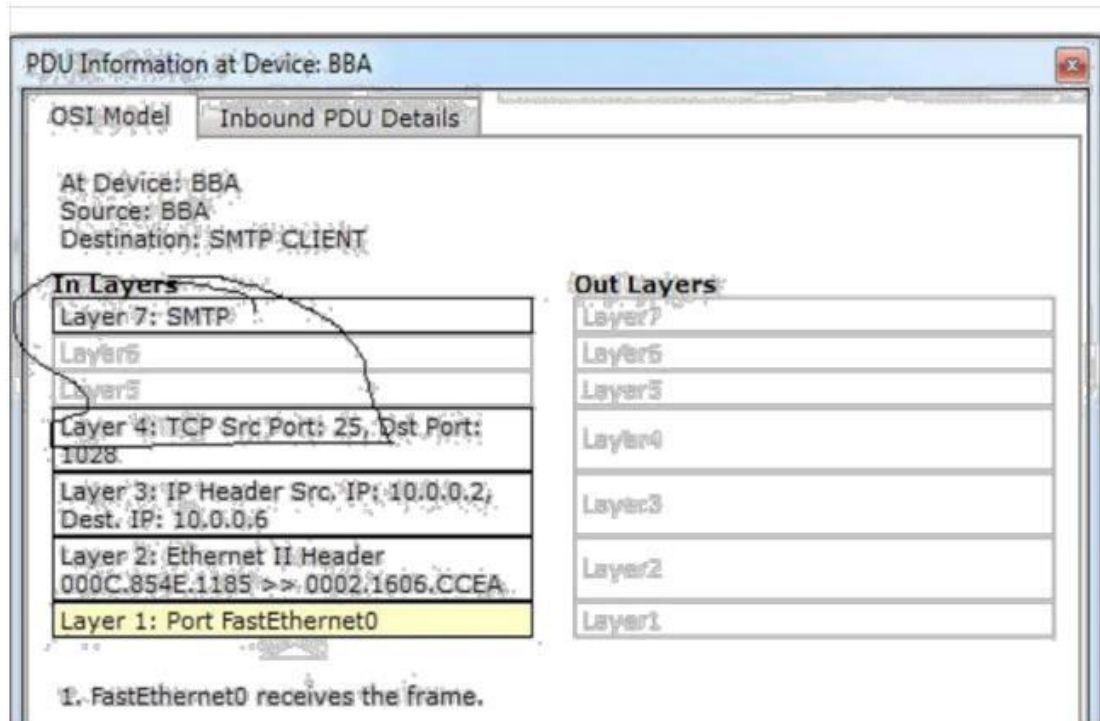 PDU Information at Device: BBA
OSI Model
Inbound PDU Details
At Device: BBA
Source: BBA
Destination: SMTP CLIENT
In Layers
Layer 7: SMTP
Layer6
Layer5
Layer 4: TCP Src Port: 25, Dst Port:
1028
Layer 3: IP Header Src. IP: 10.0.0.2,
Dest. IP: 10.0.0.6
Layer 2: Ethernet II Header
000C.854E.1185 >> 0002.1606.CCEA
Layer 1: Port FastEthernet0
Out Layers
Layer7
Layer6
Layer5
Layer4
Layer3
Layer2
Layer1
1. FastEthernet0 receives the frame.